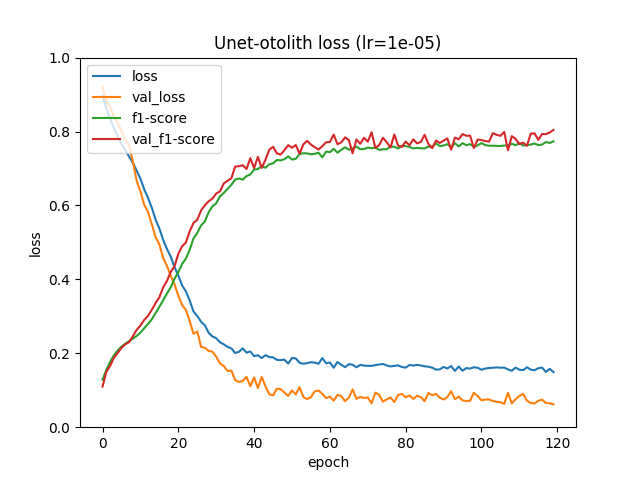 Unet-otolith loss (lr=1e-05)
1.0
loss
val_loss
f1-score
val_f1-score
0.8
0.6
0.4
0.2
0.0
loss
0 20 40 60 80 100 120
epoch